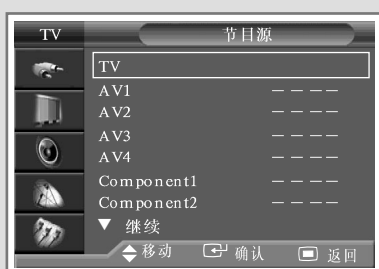 TV 节目源
TV
AV1 – – – –
AV2 – – – –
AV3 – – – –
AV4 – – – –
Component1 – – – –
Component2 – – – –
▼ 继续
移动 确认 返回